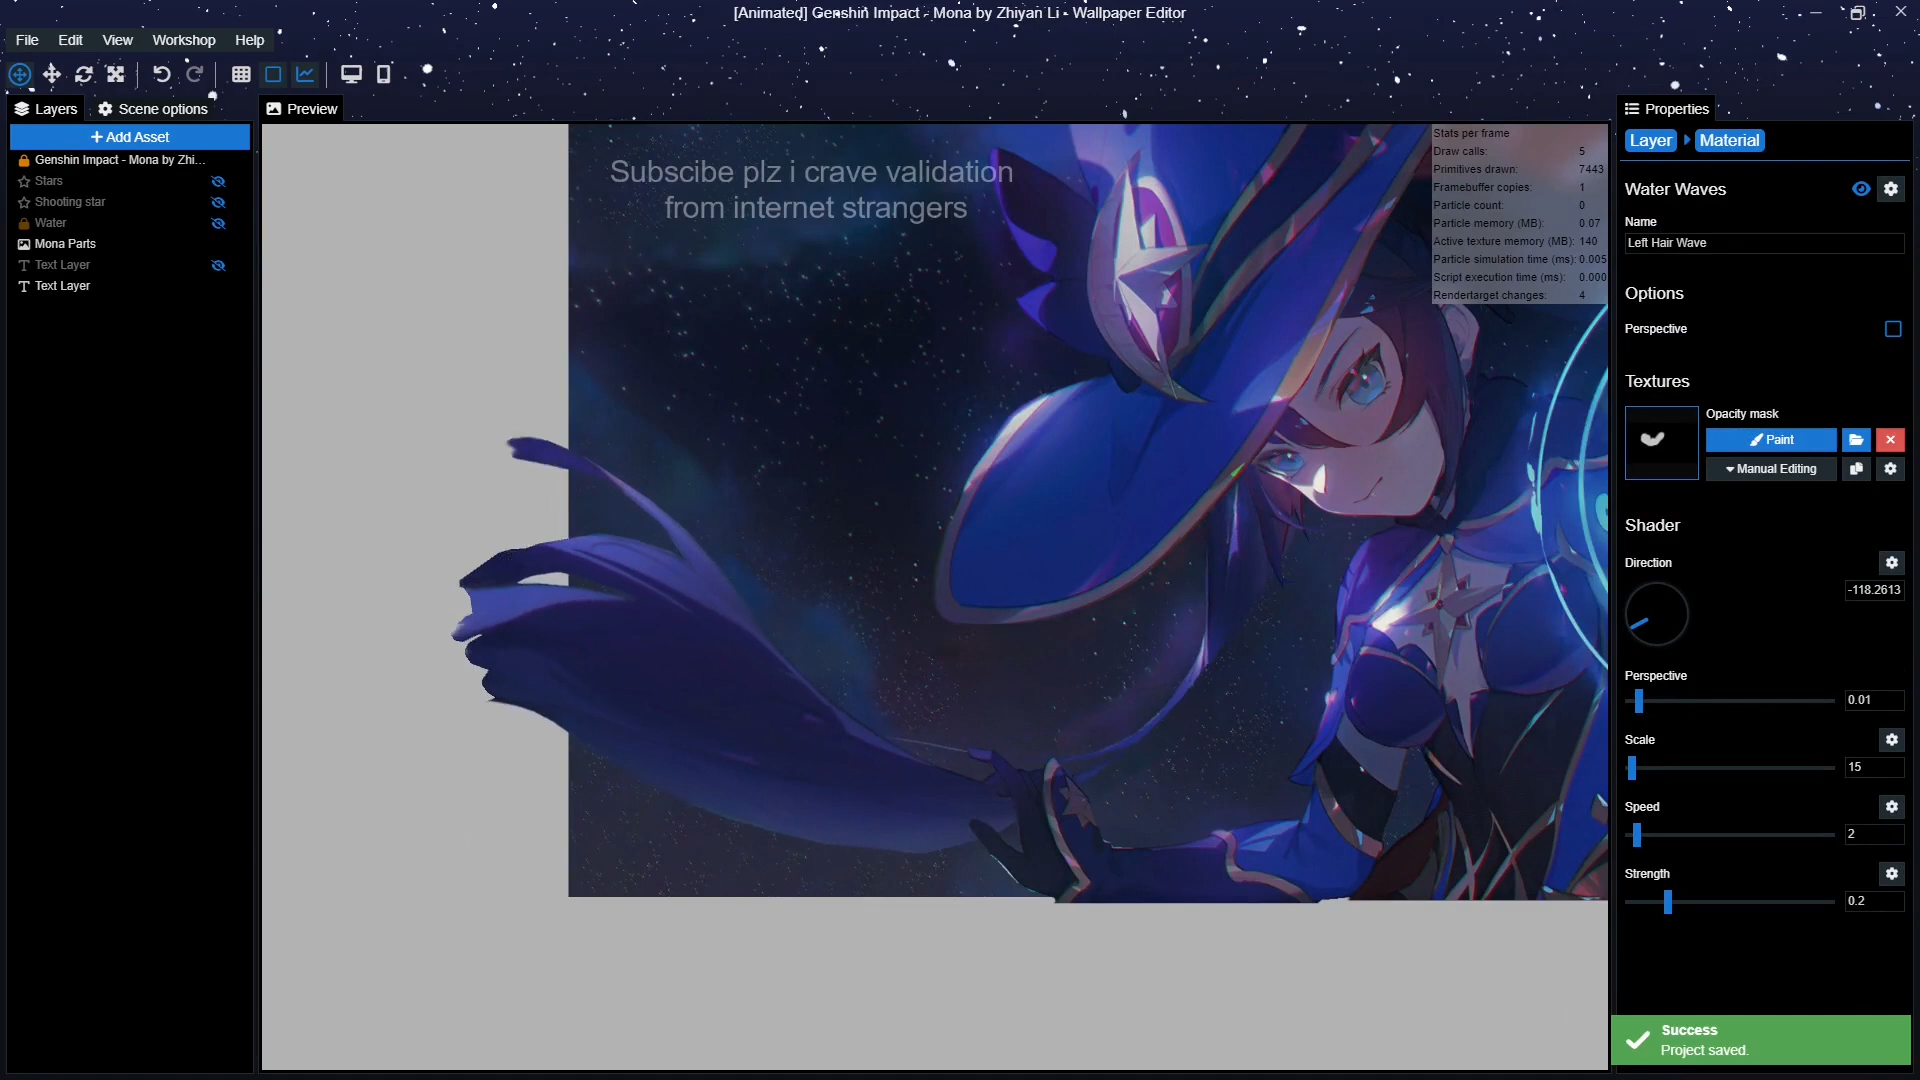 [Animated] Genshin Impact - Mona by Zhiyan Li - Wallpaper Editor
File Edit View Workshop Help
Layers Scene options
Preview
Properties
+ Add Asset
Genshin Impact - Mona by Zhi...
Stars
Shooting star
Water
Mona Parts
Text Layer
Text Layer
Subscibe plz i crave validation
from internet strangers
Stats per frame
Draw calls: 5
Primitives drawn: 7443
Framebuffer copies: 1
Particle count: 0
Particle memory (MB): 0.07
Active texture memory (MB): 140
Particle simulation time (ms): 0.005
Script execution time (ms): 0.000
Rendertarget changes: 4
Layer Material
Water Waves
Name
Left Hair Wave
Options
Perspective
Textures
Opacity mask
Paint
Manual Editing
Shader
Direction
-118.2613
Perspective
0.01
Scale
15
Speed
2
Strength
0.2
Success
Project saved.